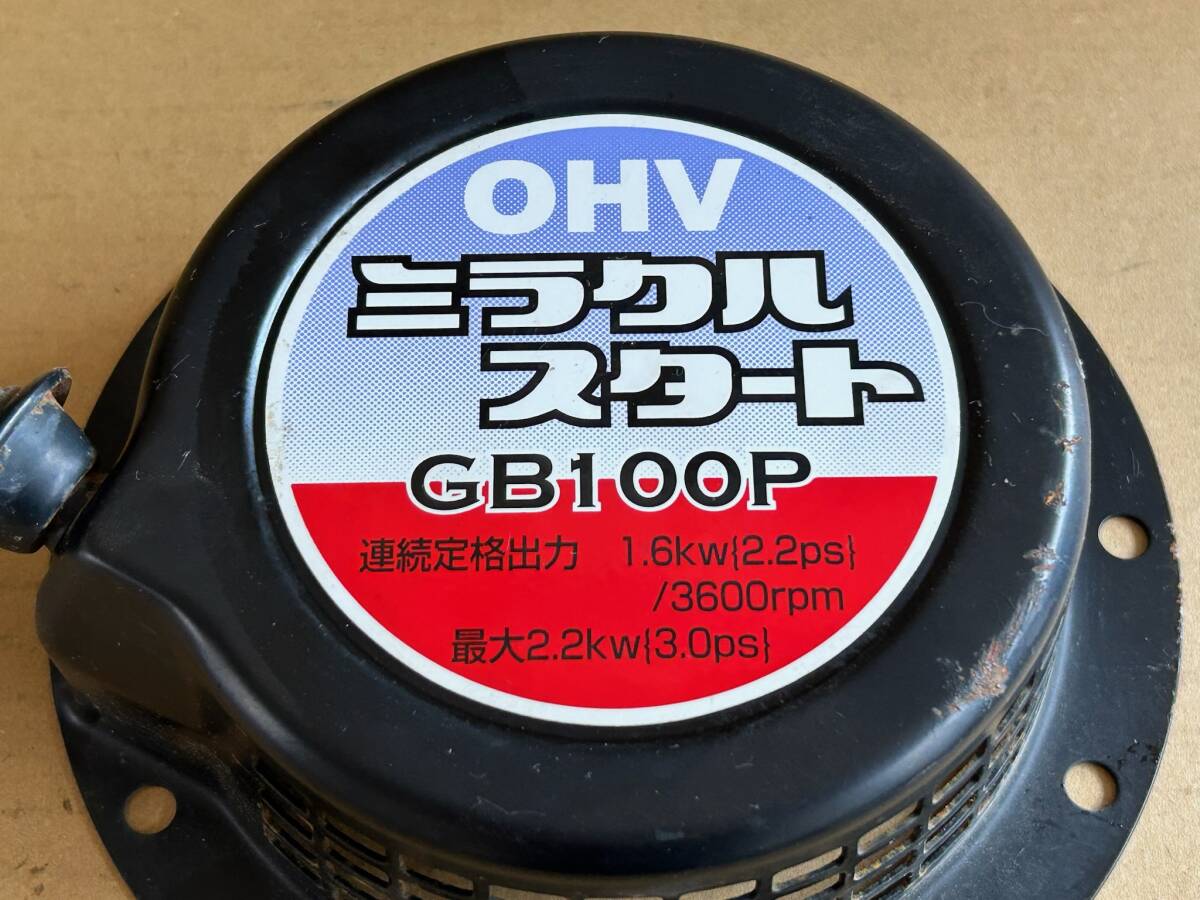 OHV
ミラクル
スタート
GB100P
連続定格出力 1.6kw{2.2ps}
/3600rpm
最大2.2kw{3.0ps}